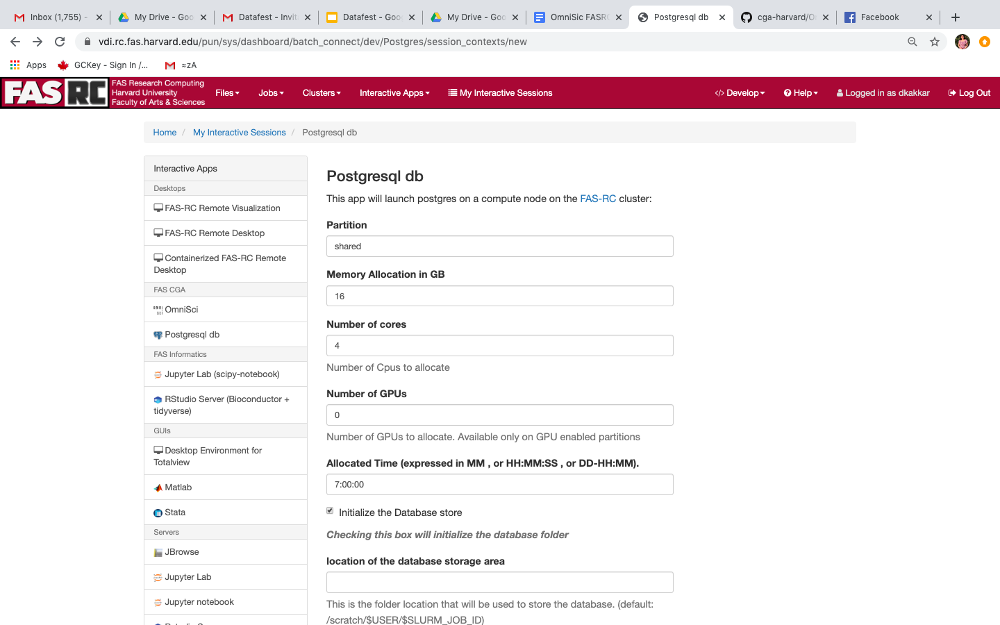 Inbox (1,755) -
My Drive - Goo
Datafest - Invit
Datafest - Goo
My Drive - Goo
OmniSic FASRC
Postgresql db
cga-harvard/O
Facebook
vdi.rc.fas.harvard.edu/pun/sys/dashboard/batch_connect/dev/Postgres/session_contexts/new
Apps
GCKey - Sign In /...
≈zA
FAS RC
FAS Research Computing
Harvard University
Faculty of Arts & Sciences
Files
Jobs
Clusters
Interactive Apps
My Interactive Sessions
</> Develop
Help
Logged in as dkakkar
Log Out
Home / My Interactive Sessions / Postgresql db
Interactive Apps
Desktops
FAS-RC Remote Visualization
FAS-RC Remote Desktop
Containerized FAS-RC Remote
Desktop
FAS CGA
OmniSci
Postgresql db
FAS Informatics
Jupyter Lab (scipy-notebook)
RStudio Server (Bioconductor +
tidyverse)
GUIs
Desktop Environment for
Totalview
Matlab
Stata
Servers
JBrowse
Jupyter Lab
Jupyter notebook
Postgresql db
This app will launch postgres on a compute node on the FAS-RC cluster:
Partition
shared
Memory Allocation in GB
16
Number of cores
4
Number of Cpus to allocate
Number of GPUs
0
Number of GPUs to allocate. Available only on GPU enabled partitions
Allocated Time (expressed in MM , or HH:MM:SS , or DD-HH:MM).
7:00:00
Initialize the Database store
Checking this box will initialize the database folder
location of the database storage area
This is the folder location that will be used to store the database. (default:
/scratch/$USER/$SLURM_JOB_ID)